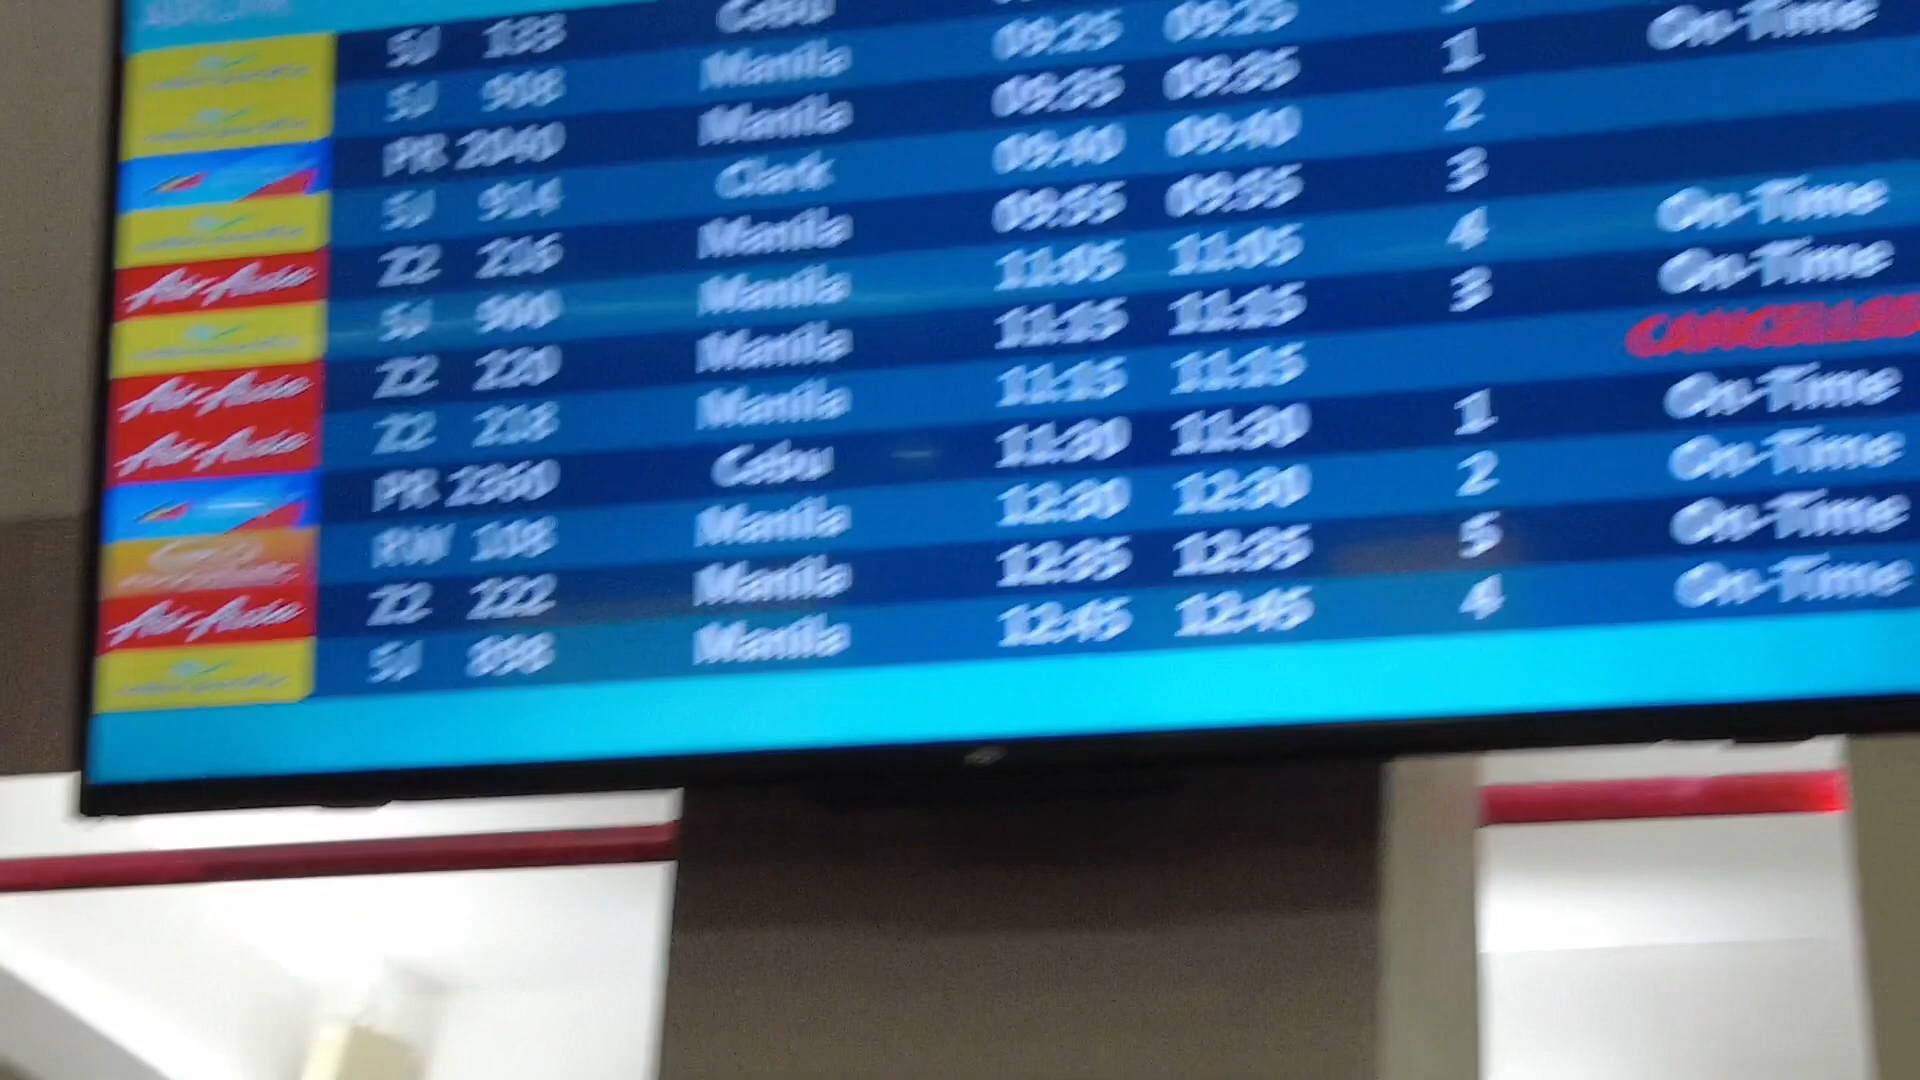 5J 133 Cebu
5J 908 Manila 09:25 09:25
PR 2040 Manila 09:35 09:35 1 On-Time
5J 914 Clark 09:40 09:40 2
AirAsia Z2 216 Manila 09:55 09:55 3
5J 900 Manila 11:05 11:05 4 On-Time
AirAsia Z2 220 Manila 11:15 11:15 3 On-Time
AirAsia Z2 218 Manila 11:15 11:15 CANCELLED
PR 2360 Cebu 11:30 11:30 1 On-Time
RW 108 Manila 12:30 12:30 2 On-Time
AirAsia Z2 222 Manila 12:35 12:35 5 On-Time
5J 898 Manila 12:45 12:45 4 On-Time